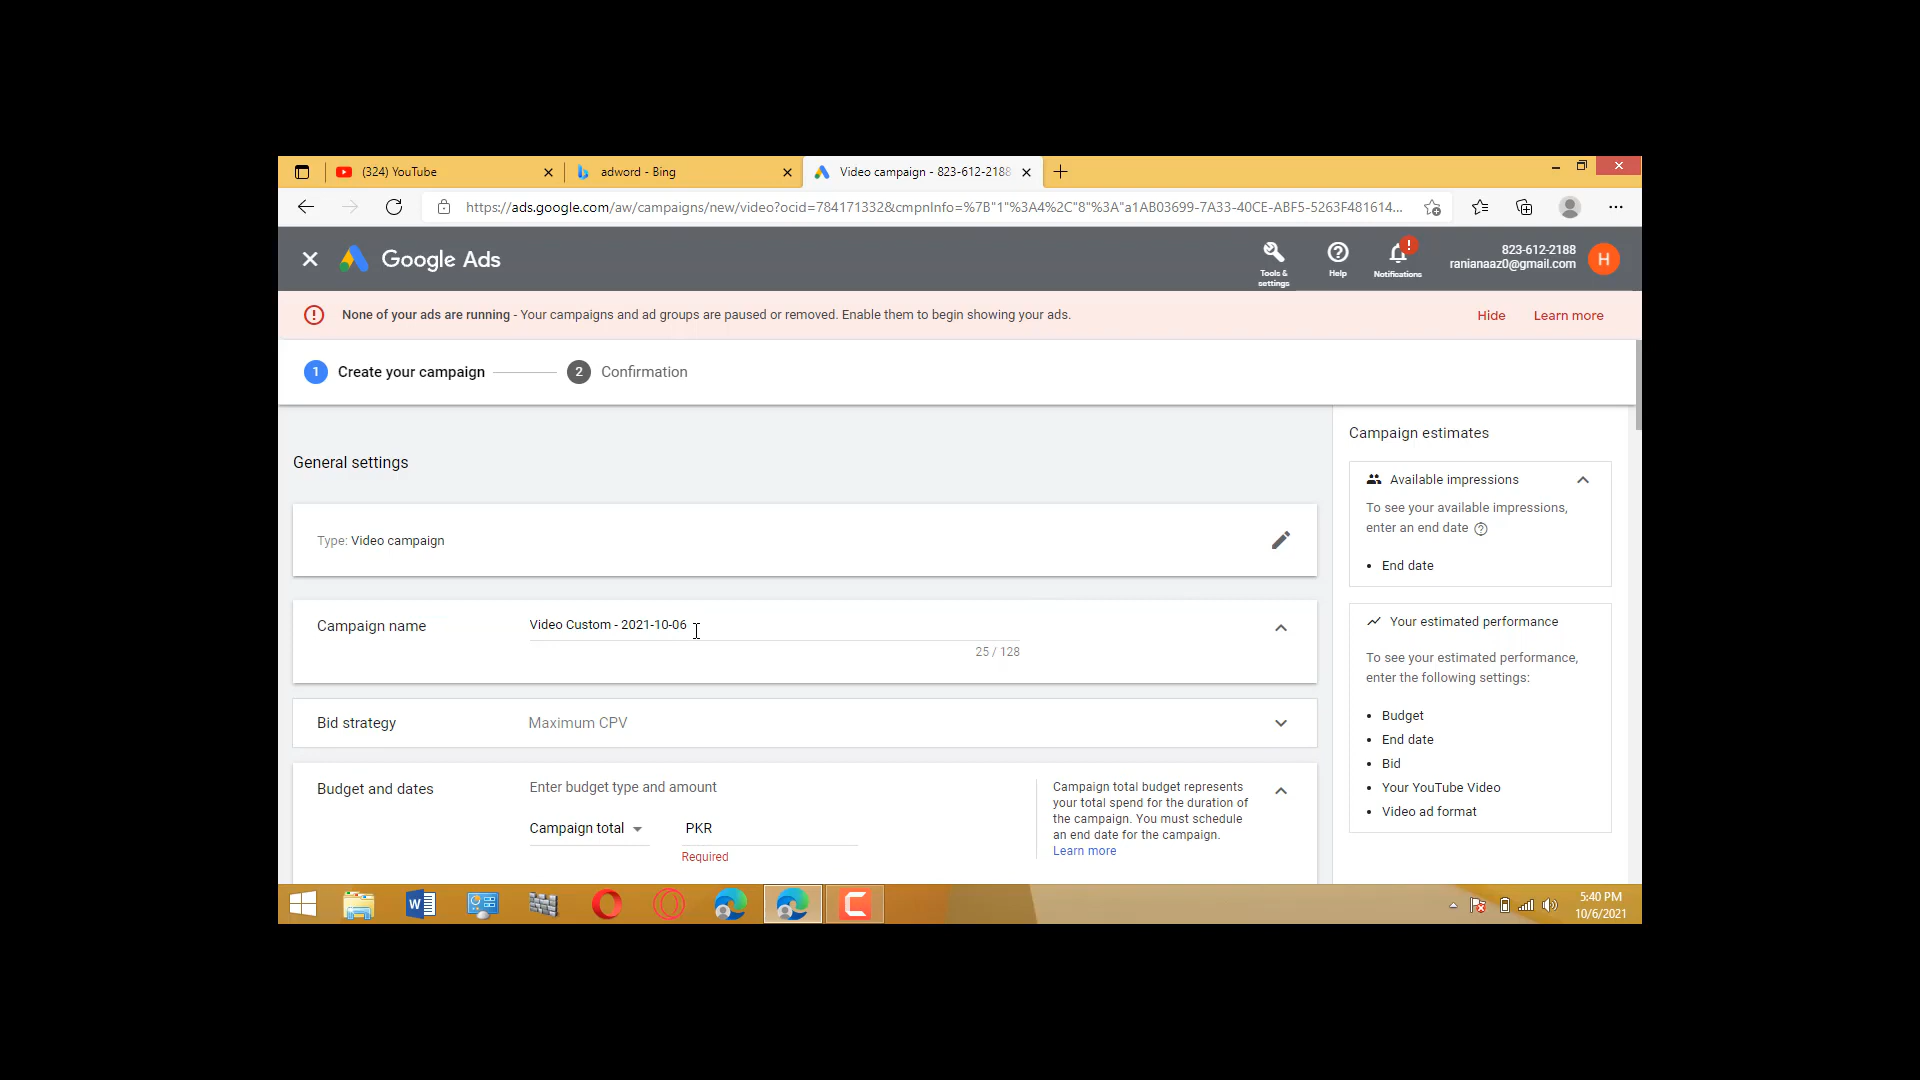 (324) YouTube
adword - Bing
Video campaign - 823-612-2188
https://ads.google.com/aw/campaigns/new/video?ocid=784171332&cmpnInfo=%7B"1"%3A4%2C"8"%3A"a1AB03699-7A33-40CE-ABF5-5263F481614...
Google Ads
Tools & settings
Help
Notifications
823-612-2188
ranianaaz0@gmail.com
H
None of your ads are running - Your campaigns and ad groups are paused or removed. Enable them to begin showing your ads.
Hide
Learn more
1 Create your campaign
2 Confirmation
General settings
Type: Video campaign
Campaign name
Video Custom - 2021-10-06
25 / 128
Bid strategy
Maximum CPV
Budget and dates
Enter budget type and amount
Campaign total
PKR
Required
Campaign total budget represents
your total spend for the duration of
the campaign. You must schedule
an end date for the campaign.
Learn more
Campaign estimates
Available impressions
To see your available impressions,
enter an end date
• End date
Your estimated performance
To see your estimated performance,
enter the following settings:
• Budget
• End date
• Bid
• Your YouTube Video
• Video ad format
5:40 PM
10/6/2021